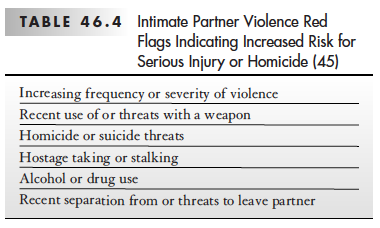 TABLE 46.4 Intimate Partner Violence Red
Flags Indicating Increased Risk for
Serious Injury or Homicide (45)
Increasing frequency or severity of violence
Recent use of or threats with a weapon
Homicide or suicide threats
Hostage taking or stalking
Alcohol or drug use
Recent separation from or threats to leave partner